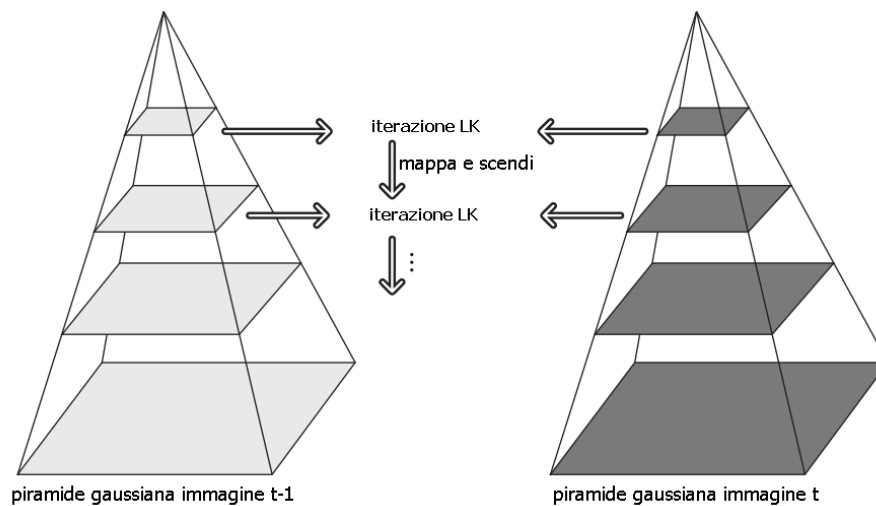 iterazione LK
mappa e scendi
iterazione LK
⋮
piramide gaussiana immagine t-1
piramide gaussiana immagine t